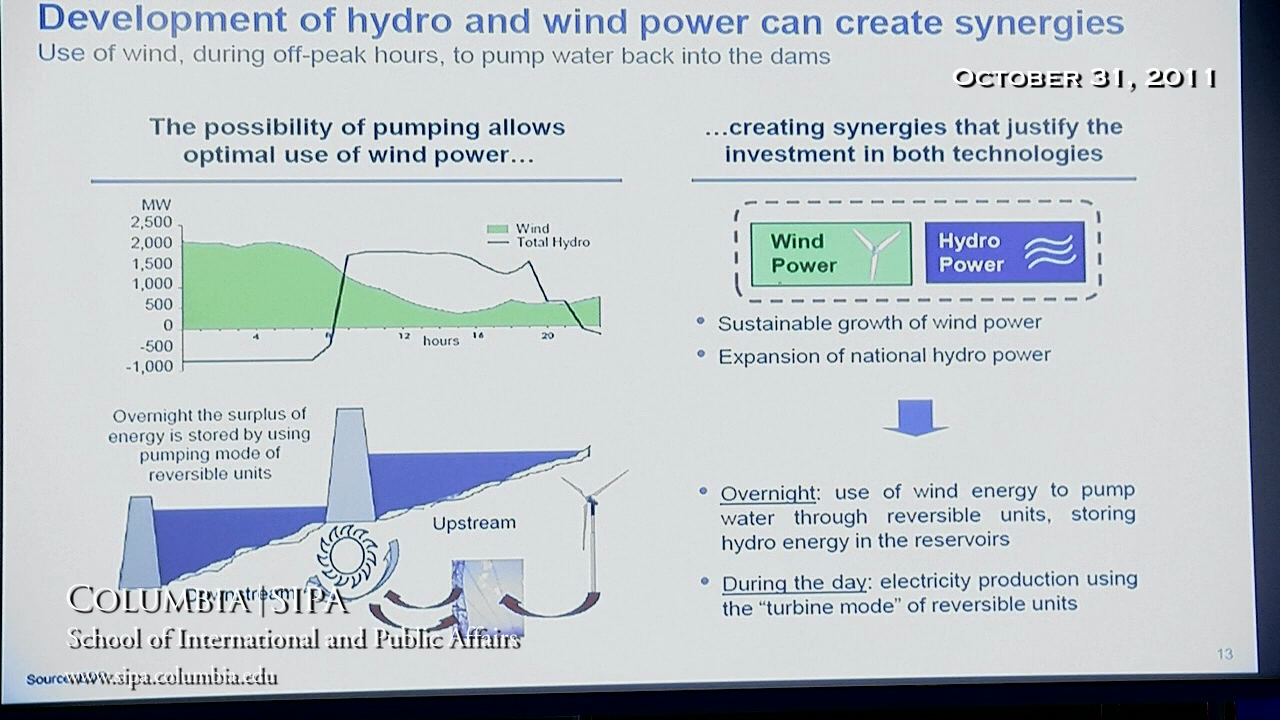 Development of hydro and wind power can create synergies
Use of wind, during off-peak hours, to pump water back into the dams
OCTOBER 31, 2011
The possibility of pumping allows
optimal use of wind power…
…creating synergies that justify the
investment in both technologies
MW
2,500
2,000
1,500
1,000
500
0
-500
-1,000
Wind
Total Hydro
4
8
12
16
20
hours
Wind
Power
Hydro
Power
• Sustainable growth of wind power
• Expansion of national hydro power
Overnight the surplus of
energy is stored by using
pumping mode of
reversible units
Upstream
Downstream
• Overnight: use of wind energy to pump
water through reversible units, storing
hydro energy in the reservoirs
• During the day: electricity production using
the “turbine mode” of reversible units
COLUMBIA | SIPA
School of International and Public Affairs
www.sipa.columbia.edu
13